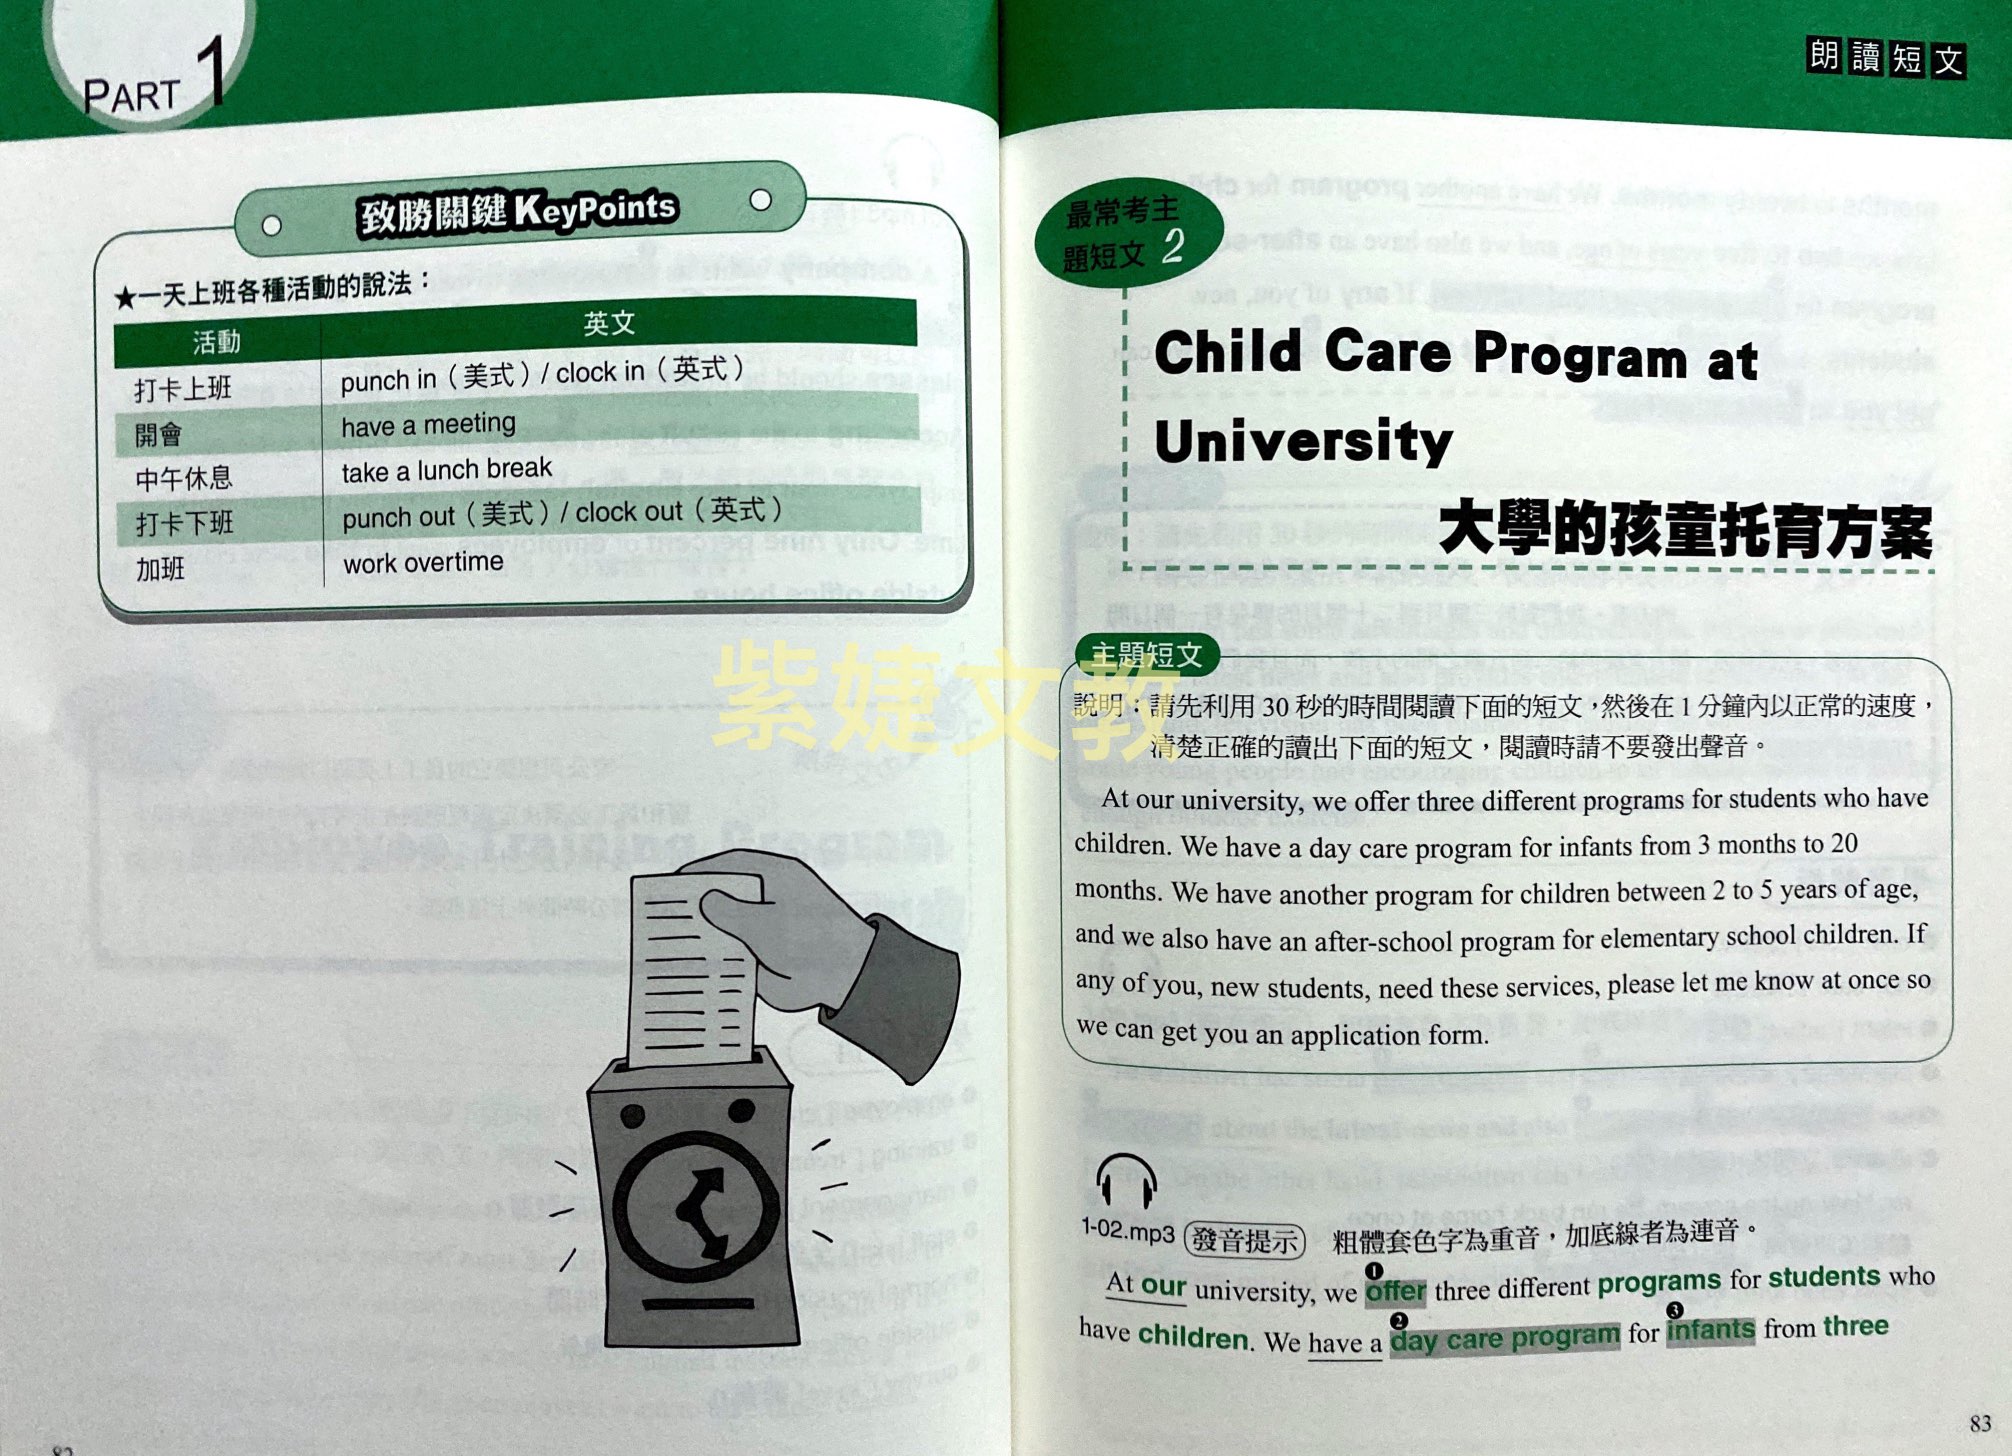 PART 1
致勝關鍵 KeyPoints
★一天上班各種活動的說法：
活動 英文
打卡上班 punch in（美式）/ clock in（英式）
開會 have a meeting
中午休息 take a lunch break
打卡下班 punch out（美式）/ clock out（英式）
加班 work overtime
82
朗讀短文
最常考主
題短文 2
Child Care Program at
University
大學的孩童托育方案
紫婕文教
主題短文
說明：請先利用 30 秒的時間閱讀下面的短文，然後在 1 分鐘內以正常的速度，
清楚正確的讀出下面的短文，閱讀時請不要發出聲音。
At our university, we offer three different programs for students who have
children. We have a day care program for infants from 3 months to 20
months. We have another program for children between 2 to 5 years of age,
and we also have an after-school program for elementary school children. If
any of you, new students, need these services, please let me know at once so
we can get you an application form.
1-02.mp3 發音提示 粗體套色字為重音，加底線者為連音。
At our university, we ❶offer three different programs for students who
have children. We have a ❷day care program for ❸infants from three
83